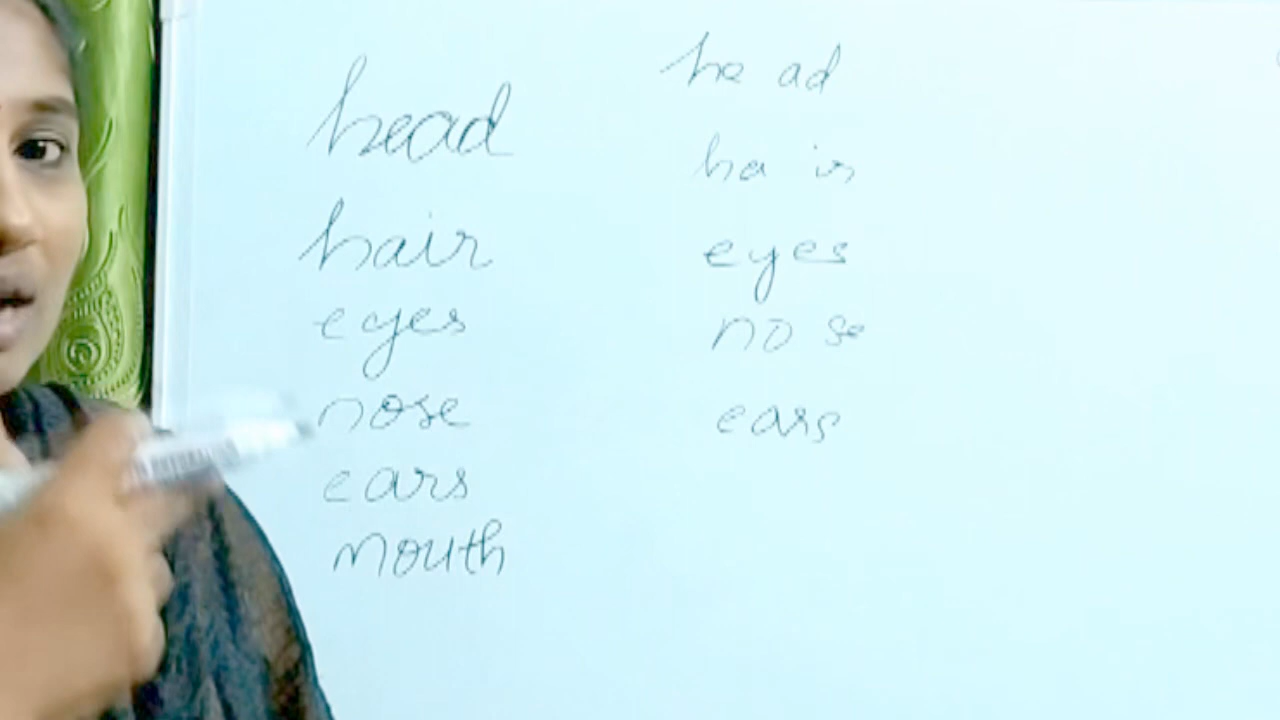 head
hair
eyes
nose
ears
mouth
he ad
ha ir
eyes
no se
ears